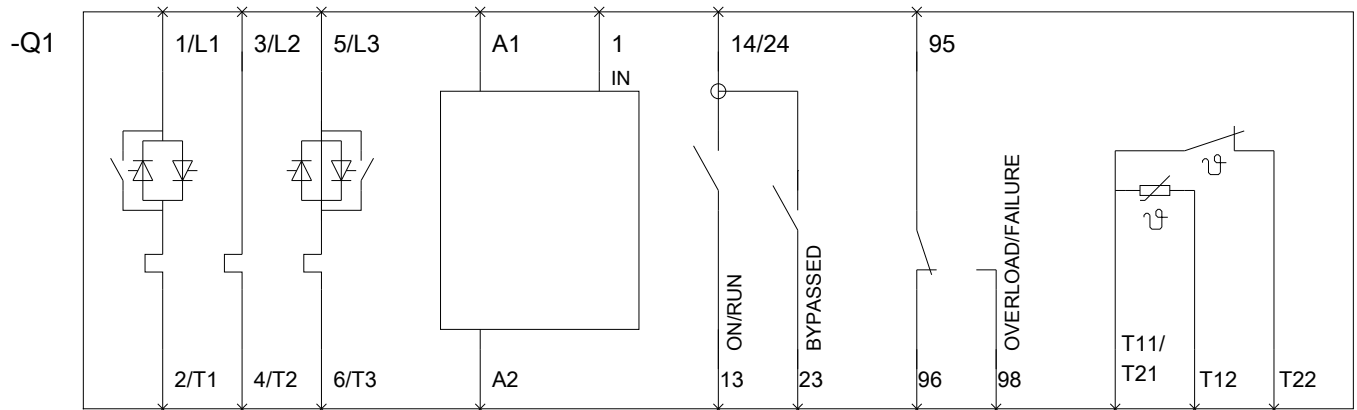 -Q1
1/L1 3/L2 5/L3 A1 1 14/24 95
IN
ϑ
ϑ
ON/RUN
BYPASSED
OVERLOAD/FAILURE
T11/
T21
2/T1 4/T2 6/T3 A2 13 23 96 98 T12 T22